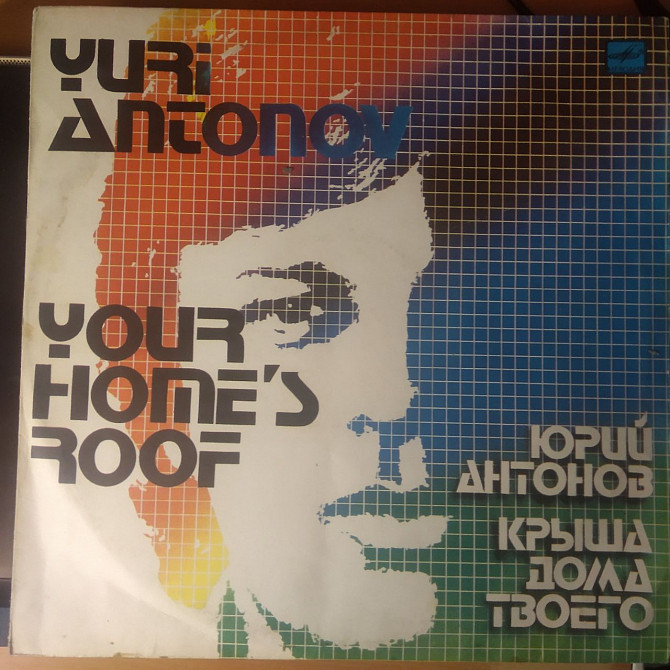 YURI
ANTONOV
YOUR
HOME'S
ROOF
ЮРИЙ
АНТОНОВ
КРЫША
ДОМА
ТВОЕГО